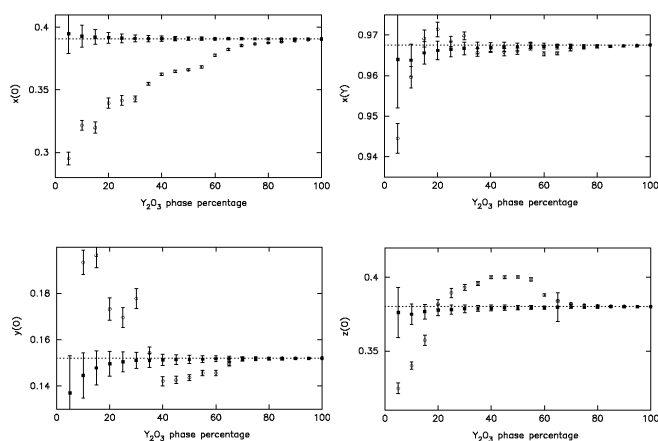 0.4
0.35
0.3
x(O)
0 20 40 60 80 100
Y₂O₃ phase percentage
0.97
0.96
0.95
0.94
x(Y)
0 20 40 60 80 100
Y₂O₃ phase percentage
0.18
0.16
0.14
y(O)
0 20 40 60 80 100
Y₂O₃ phase percentage
0.4
0.35
z(O)
0 20 40 60 80 100
Y₂O₃ phase percentage